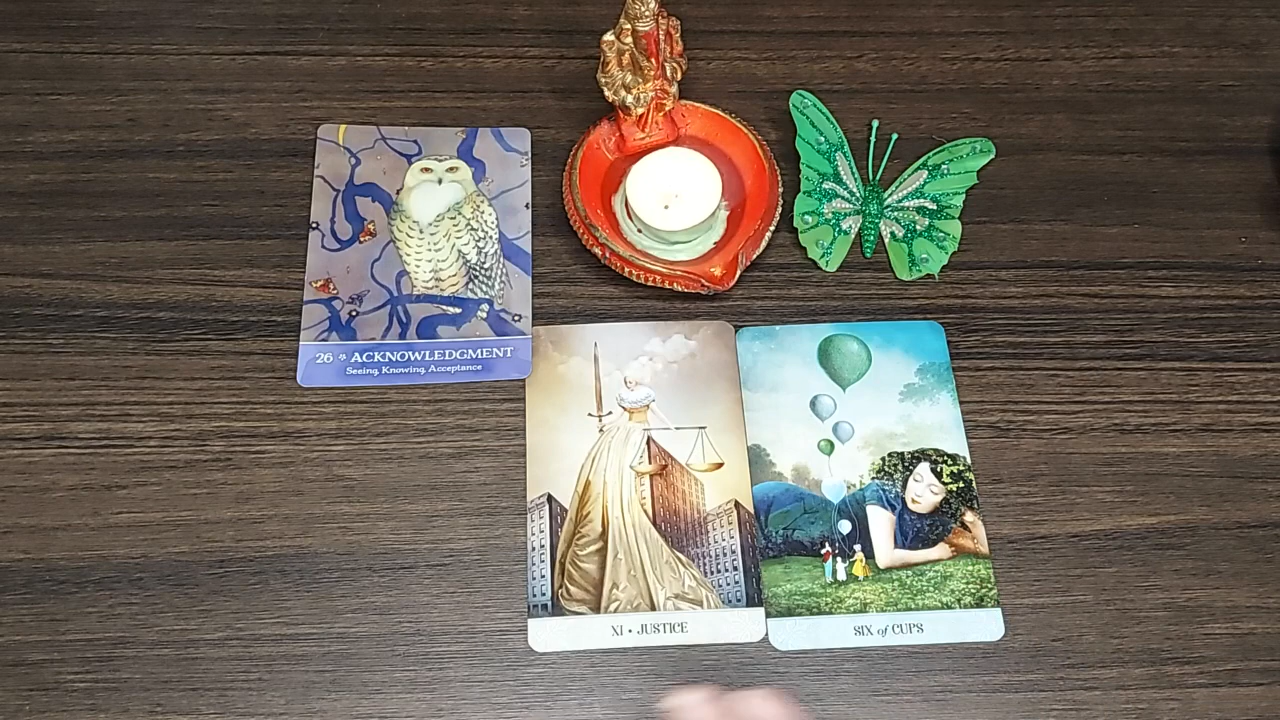 26 * ACKNOWLEDGMENT
Seeing, Knowing, Acceptance
XI • JUSTICE
SIX of CUPS